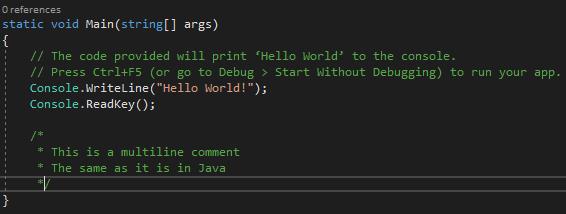 0 references
static void Main(string[] args)
{
// The code provided will print ‘Hello World’ to the console.
// Press Ctrl+F5 (or go to Debug > Start Without Debugging) to run your app.
Console.WriteLine("Hello World!");
Console.ReadKey();
/*
* This is a multiline comment
* The same as it is in Java
*/
}